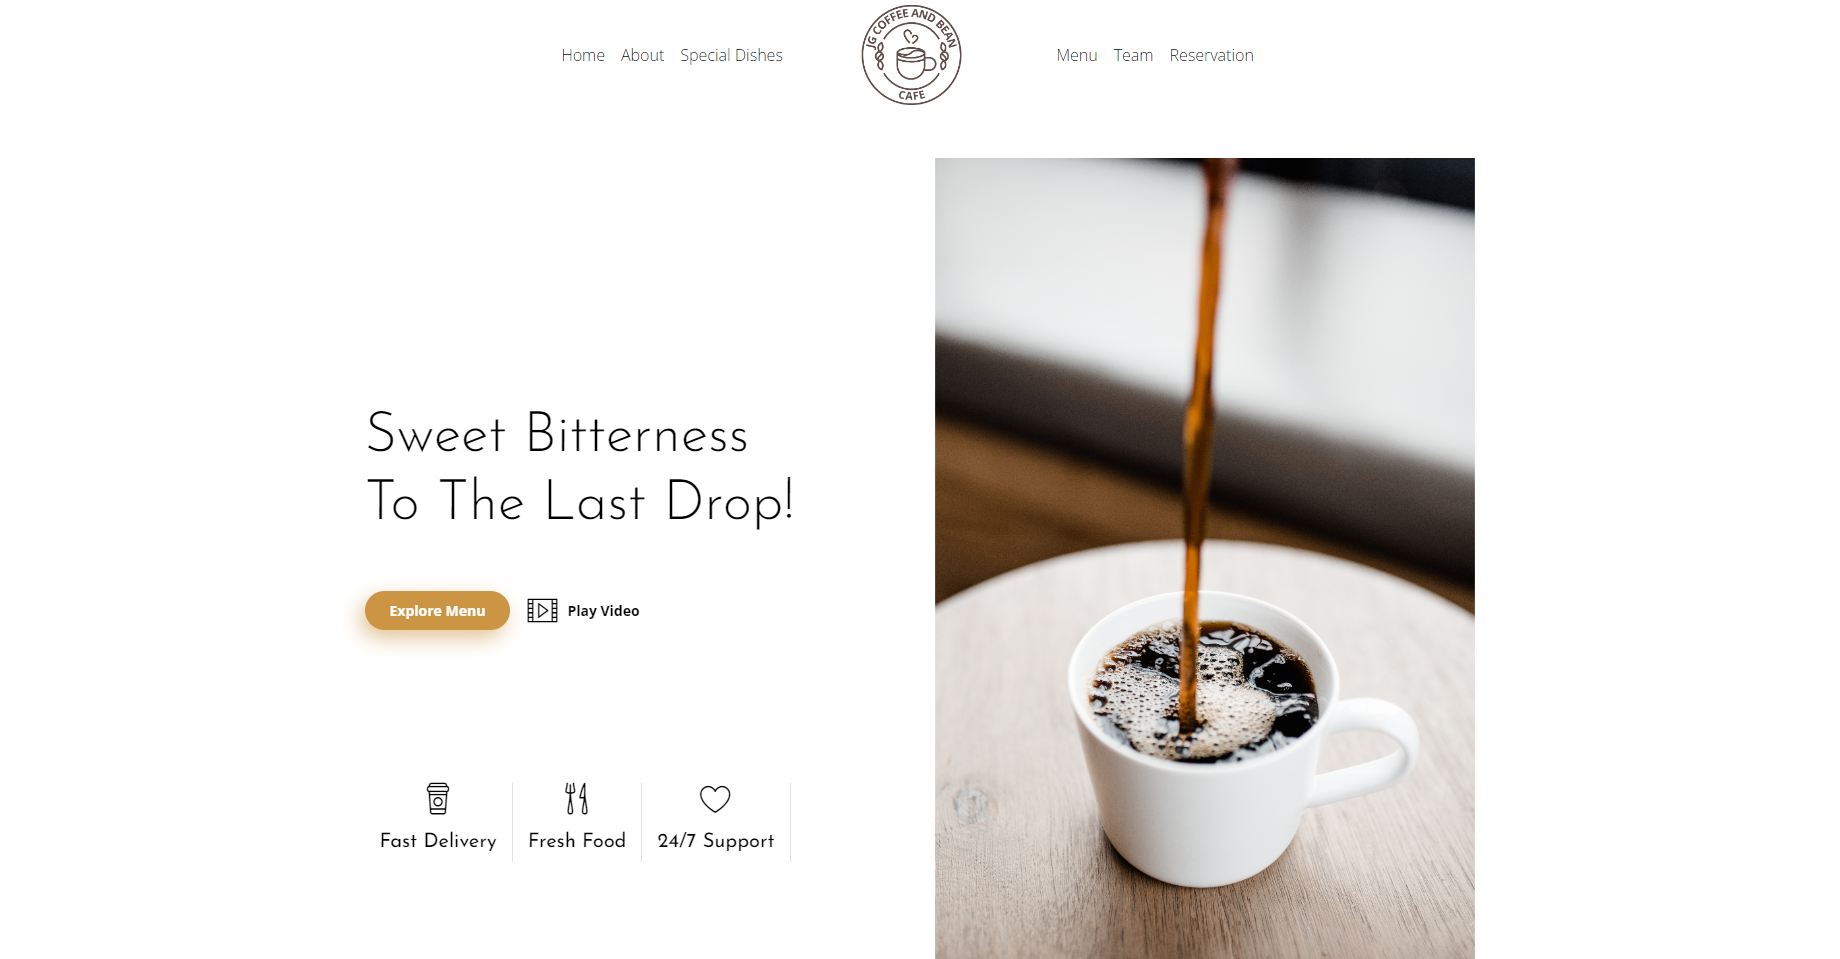 Home About Special Dishes
JG COFFEE AND BEAN
CAFE
Menu Team Reservation
Sweet Bitterness
To The Last Drop!
Explore Menu
Play Video
Fast Delivery
Fresh Food
24/7 Support